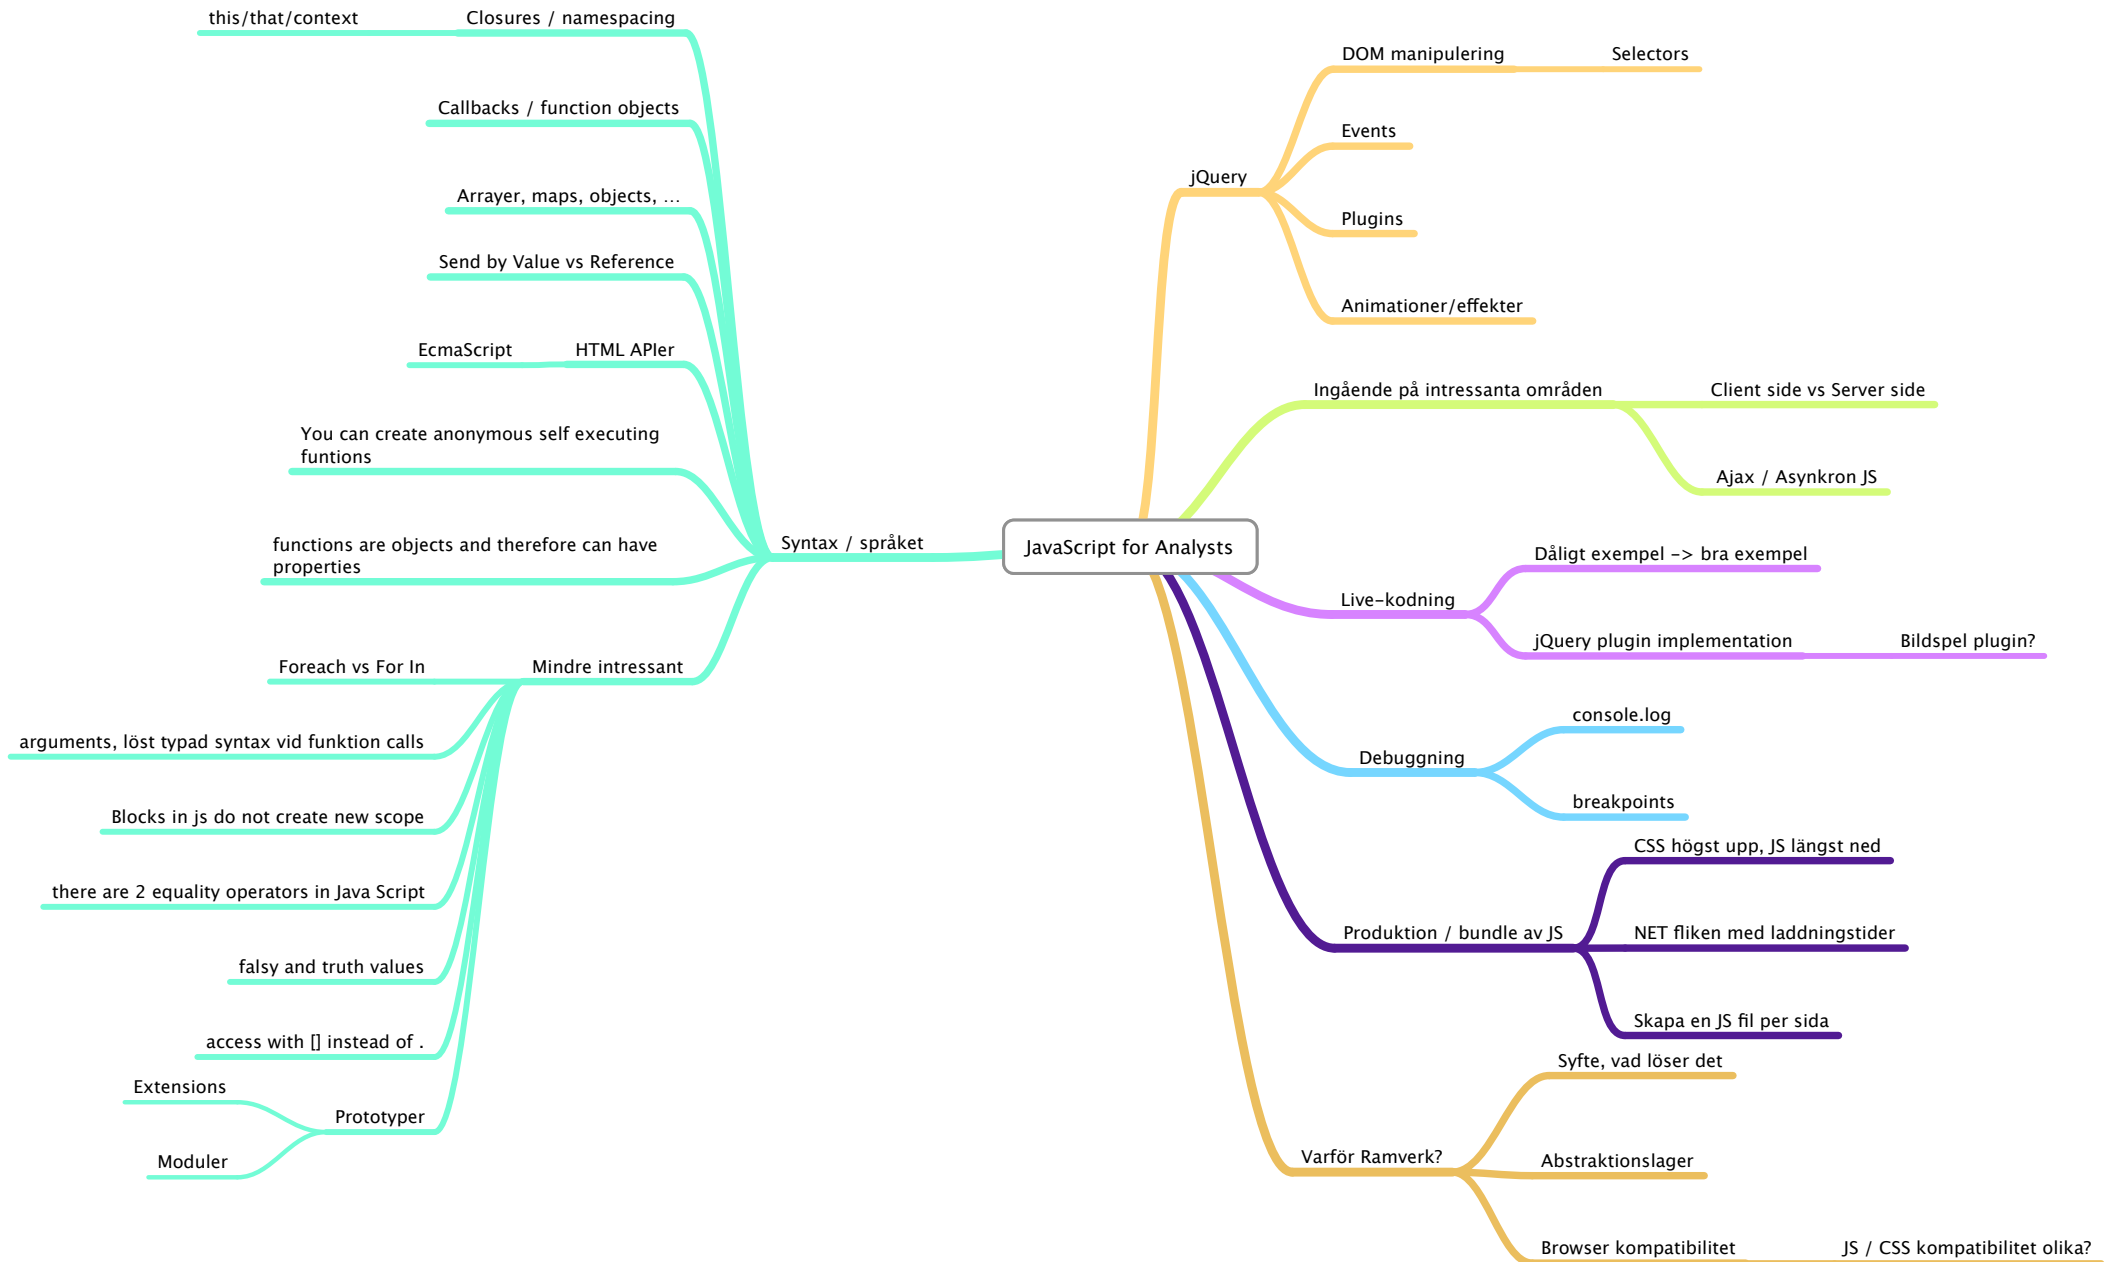 JavaScript for Analysts
jQuery
DOM manipulering
Selectors
Events
Plugins
Animationer/effekter
Ingående på intressanta områden
Client side vs Server side
Ajax / Asynkron JS
Live-kodning
Dåligt exempel -> bra exempel
jQuery plugin implementation
Bildspel plugin?
Debuggning
console.log
breakpoints
Produktion / bundle av JS
CSS högst upp, JS längst ned
NET fliken med laddningstider
Skapa en JS fil per sida
Varför Ramverk?
Syfte, vad löser det
Abstraktionslager
Browser kompatibilitet
JS / CSS kompatibilitet olika?
Syntax / språket
Closures / namespacing
this/that/context
Callbacks / function objects
Arrayer, maps, objects, ...
Send by Value vs Reference
HTML APIer
EcmaScript
You can create anonymous self executing
funtions
functions are objects and therefore can have
properties
Mindre intressant
Foreach vs For In
arguments, löst typad syntax vid funktion calls
Blocks in js do not create new scope
there are 2 equality operators in Java Script
falsy and truth values
access with [] instead of .
Prototyper
Extensions
Moduler